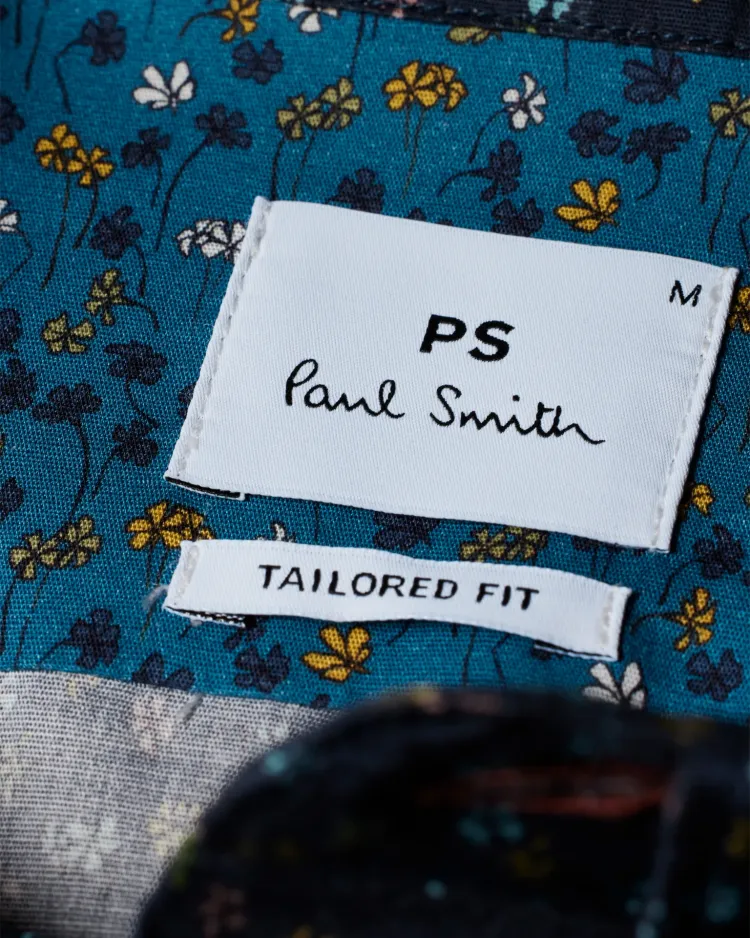 M
PS
Paul Smith
TAILORED FIT